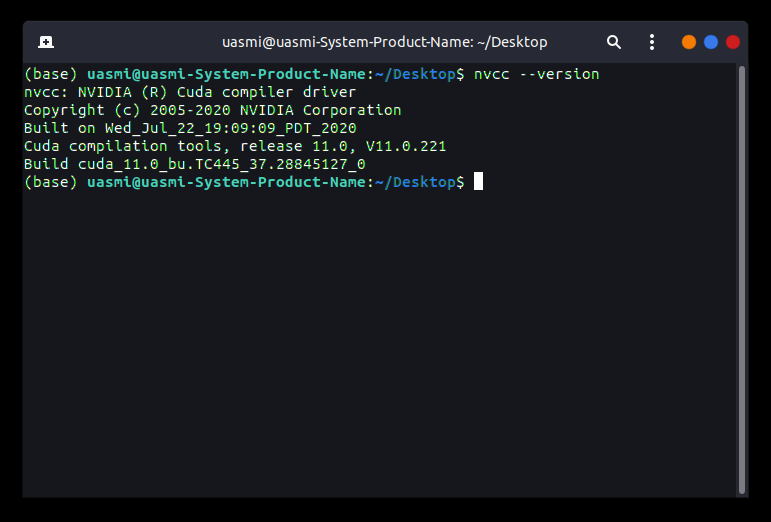 uasmi@uasmi-System-Product-Name: ~/Desktop
(base) uasmi@uasmi-System-Product-Name:~/Desktop$ nvcc --version
nvcc: NVIDIA (R) Cuda compiler driver
Copyright (c) 2005-2020 NVIDIA Corporation
Built on Wed_Jul_22_19:09:09_PDT_2020
Cuda compilation tools, release 11.0, V11.0.221
Build cuda_11.0_bu.TC445_37.28845127_0
(base) uasmi@uasmi-System-Product-Name:~/Desktop$